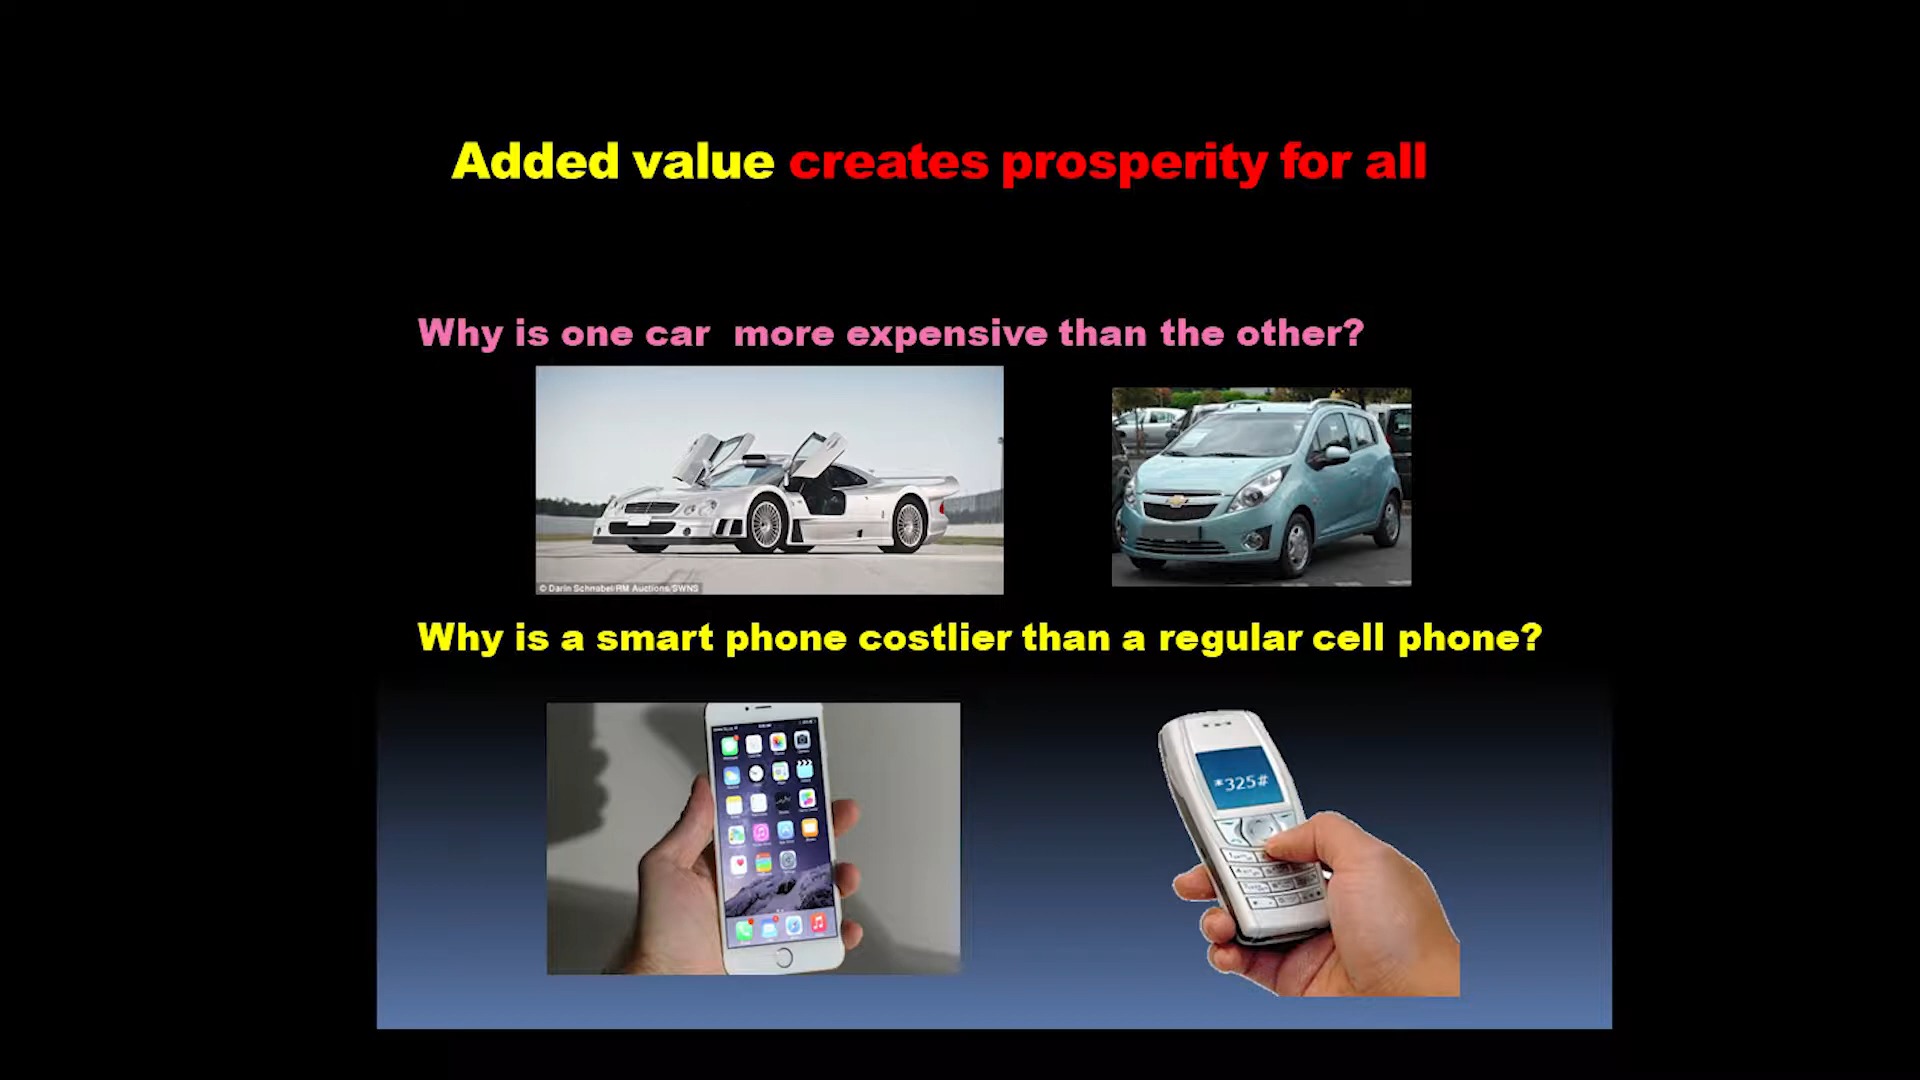 Added value creates prosperity for all
Why is one car  more expensive than the other?
© Darin Schnabel/RM Auctions/SWNS
Why is a smart phone costlier than a regular cell phone?
*325#